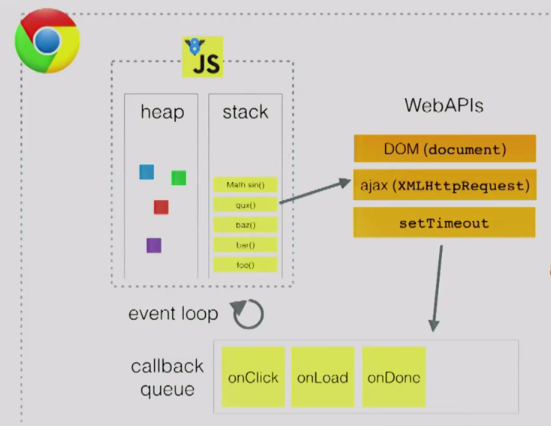 JS
heap
stack
WebAPIs
Math.sin()
qux()
baz()
bar()
foo()
DOM (document)
ajax (XMLHttpRequest)
setTimeout
event loop
callback
queue
onClick
onLoad
onDone